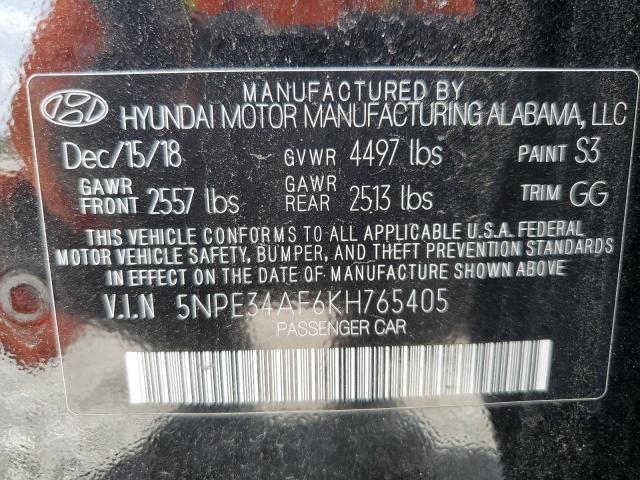 MANUFACTURED BY
HYUNDAI MOTOR MANUFACTURING ALABAMA, LLC
Dec/15/18 GVWR 4497 lbs PAINT S3
GAWR FRONT 2557 lbs GAWR REAR 2513 lbs TRIM GG
THIS VEHICLE CONFORMS TO ALL APPLICABLE U.S.A. FEDERAL
MOTOR VEHICLE SAFETY, BUMPER, AND THEFT PREVENTION STANDARDS
IN EFFECT ON THE DATE OF MANUFACTURE SHOWN ABOVE
V.I.N 5NPE34AF6KH765405
PASSENGER CAR